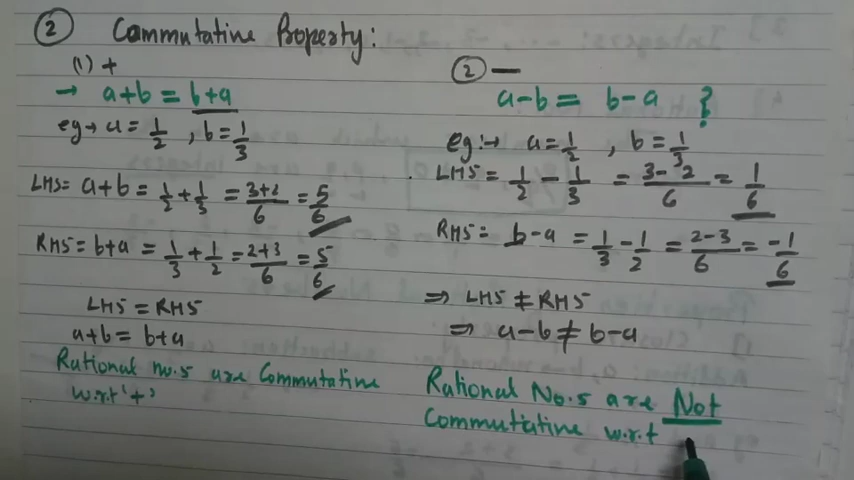 ② Commutative Property:
(1) +
→ a+b = b+a
eg → a = 1/2 , b = 1/3
LHS = a+b = 1/2 + 1/3 = 3+2/6 = 5/6
RHS = b+a = 1/3 + 1/2 = 2+3/6 = 5/6
LHS = RHS
a+b = b+a
Rational no.s are Commutative
w.r.t '+'
② —
a-b = b-a ?
eg:→ a = 1/2 , b = 1/3
LHS = 1/2 - 1/3 = 3-2/6 = 1/6
RHS = b-a = 1/3 - 1/2 = 2-3/6 = -1/6
⇒ LHS ≠ RHS
⇒ a-b ≠ b-a
Rational No.s are Not
Commutative w.r.t